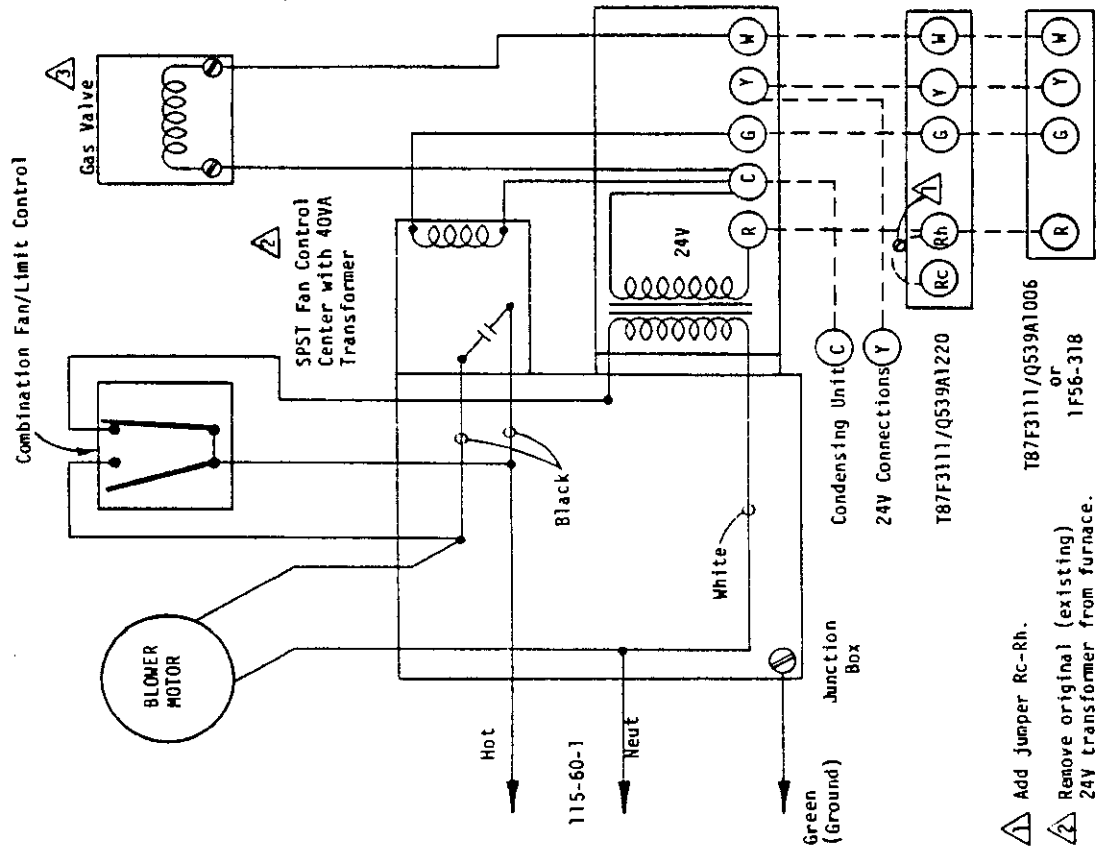 Combination Fan/Limit Control
3
Gas Valve
2
SPST Fan Control
Center with 40VA
Transformer
BLOWER
MOTOR
Black
White
Hot
115-60-1
Neut
Green
(Ground)
Junction
Box
24V
R
C
G
Y
W
Condensing Unit
C
24V Connections
Y
Rc
Rh
1
G
Y
W
T87F3111/Q539A1220
R
G
Y
W
T87F3111/Q539A1006
or
1F56-318
1 Add jumper Rc-Rh.
2 Remove original (existing)
24V transformer from furnace.